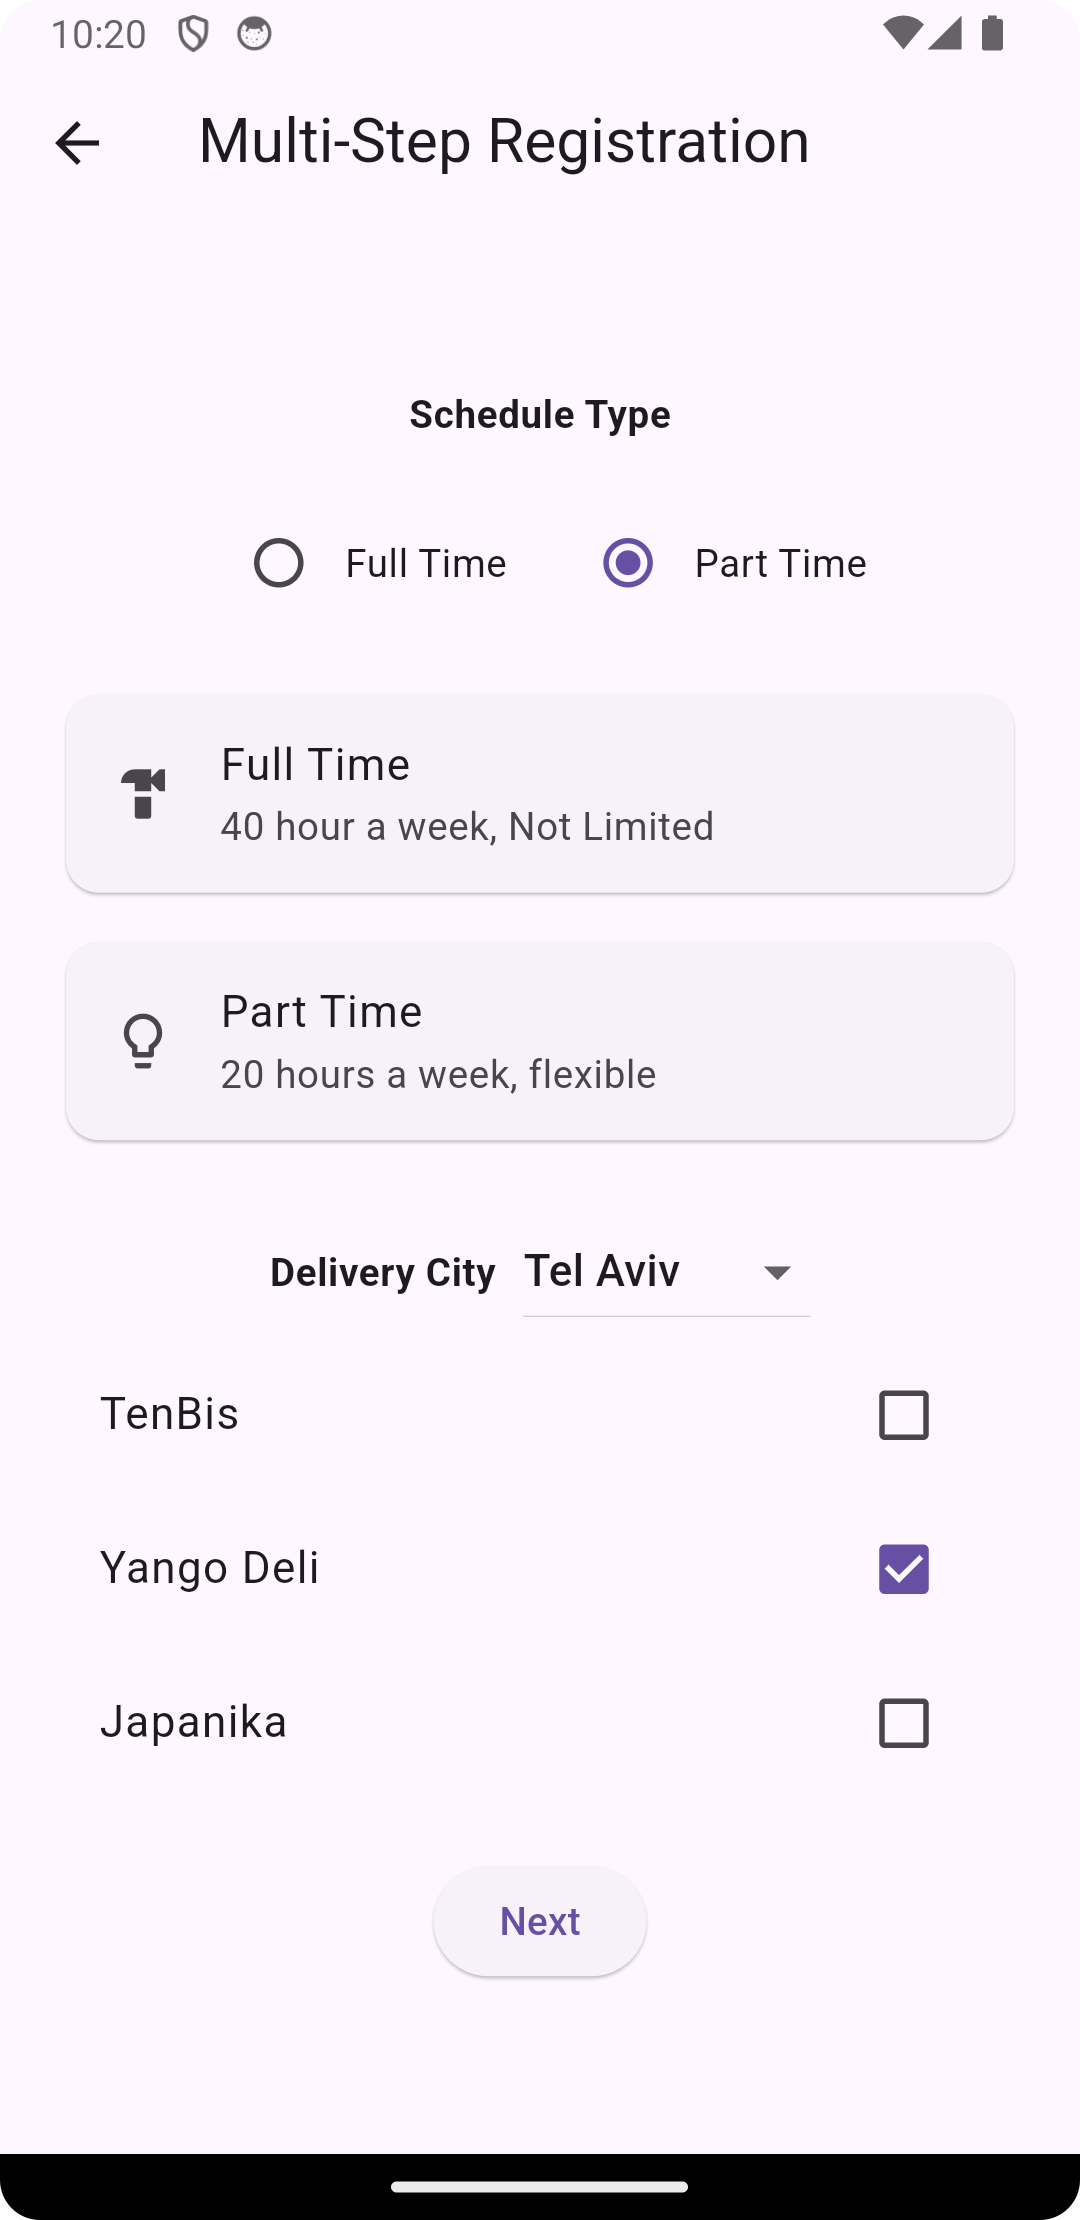 10:20
Multi-Step Registration
Schedule Type
Full Time
Part Time
Full Time
40 hour a week, Not Limited
Part Time
20 hours a week, flexible
Delivery City
Tel Aviv
TenBis
Yango Deli
Japanika
Next